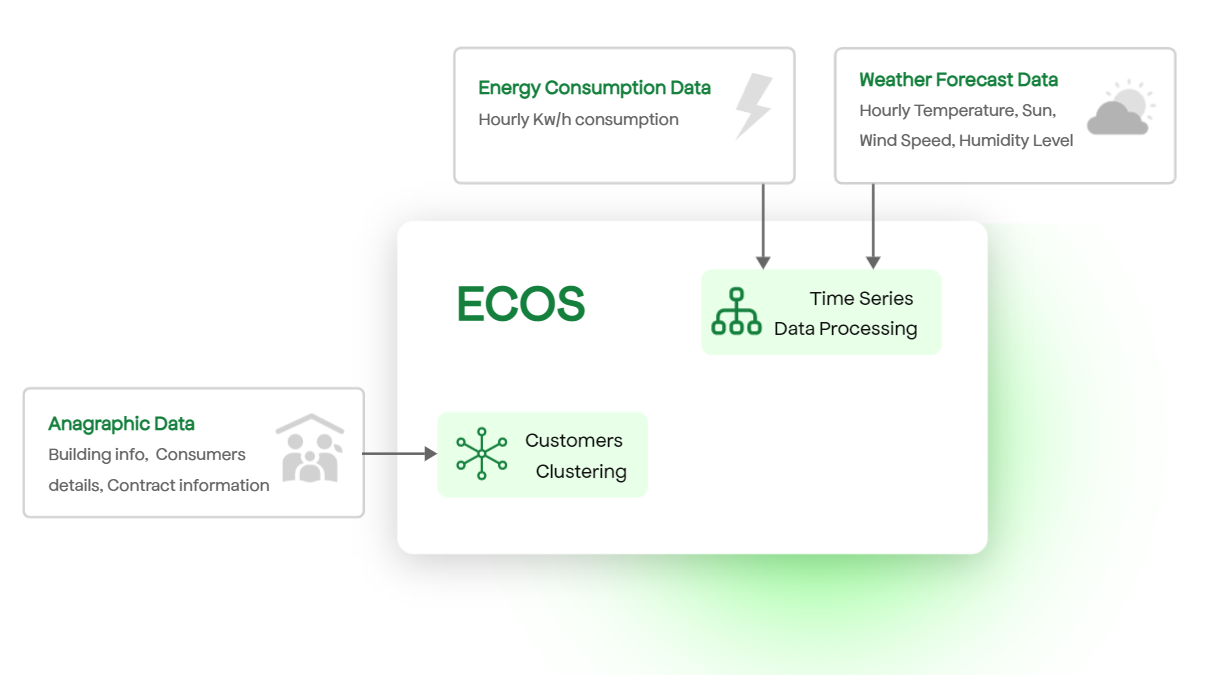 Energy Consumption Data
Hourly Kw/h consumption
Weather Forecast Data
Hourly Temperature, Sun,
Wind Speed, Humidity Level
ECOS
Time Series
Data Processing
Anagraphic Data
Building info, Consumers
details, Contract information
Customers
Clustering